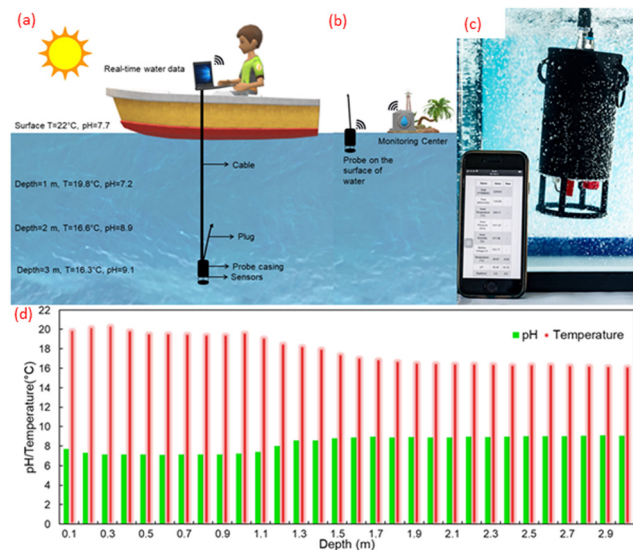 (a)
(b)
(c)
Real-time water data
Surface T=22°C, pH=7.7
Monitoring Center
Probe on the
surface of
water
Cable
Depth=1 m, T=19.8°C, pH=7.2
Depth=2 m, T=16.6°C, pH=8.9
Plug
Depth=3 m, T=16.3°C, pH=9.1
Probe casing
Sensors
(d)
pH/Temperature(°C)
22
20
18
16
14
12
10
8
6
4
2
0
pH
Temperature
0.1 0.3 0.5 0.7 0.9 1.1 1.3 1.5 1.7 1.9 2.1 2.3 2.5 2.7 2.9
Depth (m)